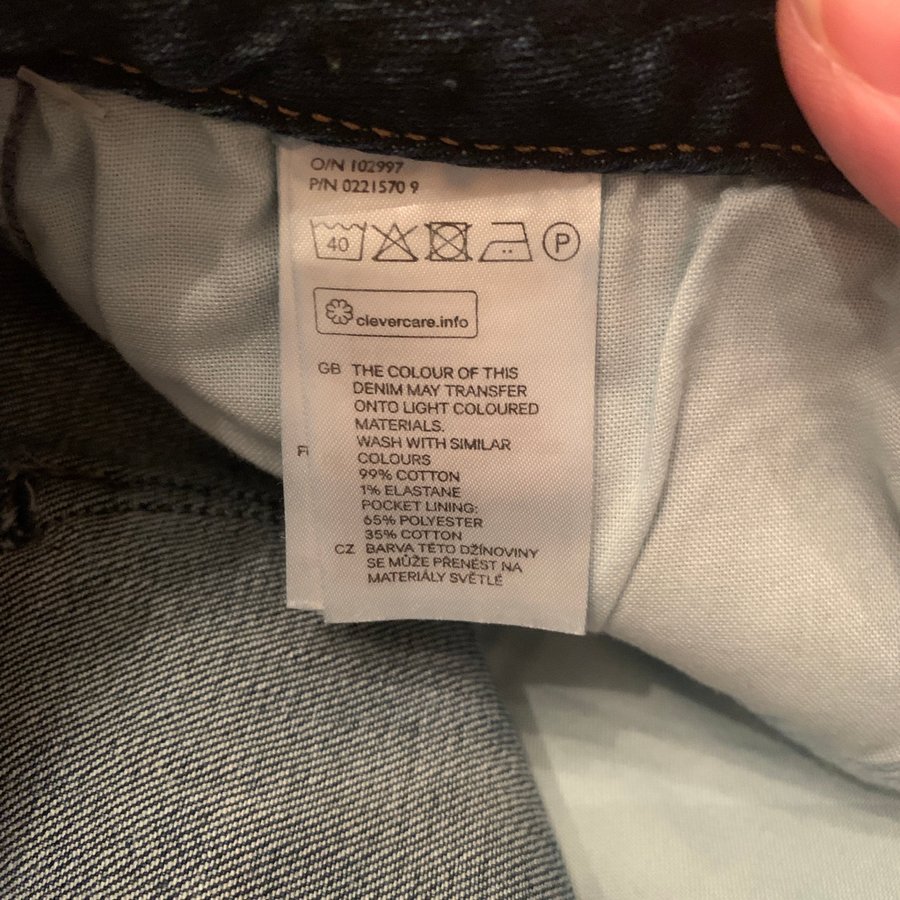 O/N 102997
P/N 0221570 9
40 P
clevercare.info
GB THE COLOUR OF THIS
DENIM MAY TRANSFER
ONTO LIGHT COLOURED
MATERIALS.
WASH WITH SIMILAR
COLOURS
99% COTTON
1% ELASTANE
POCKET LINING:
65% POLYESTER
35% COTTON
CZ BARVA TÉTO DŽÍNOVINY
SE MŮŽE PŘENÉST NA
MATERIÁLY SVĚTLÉ